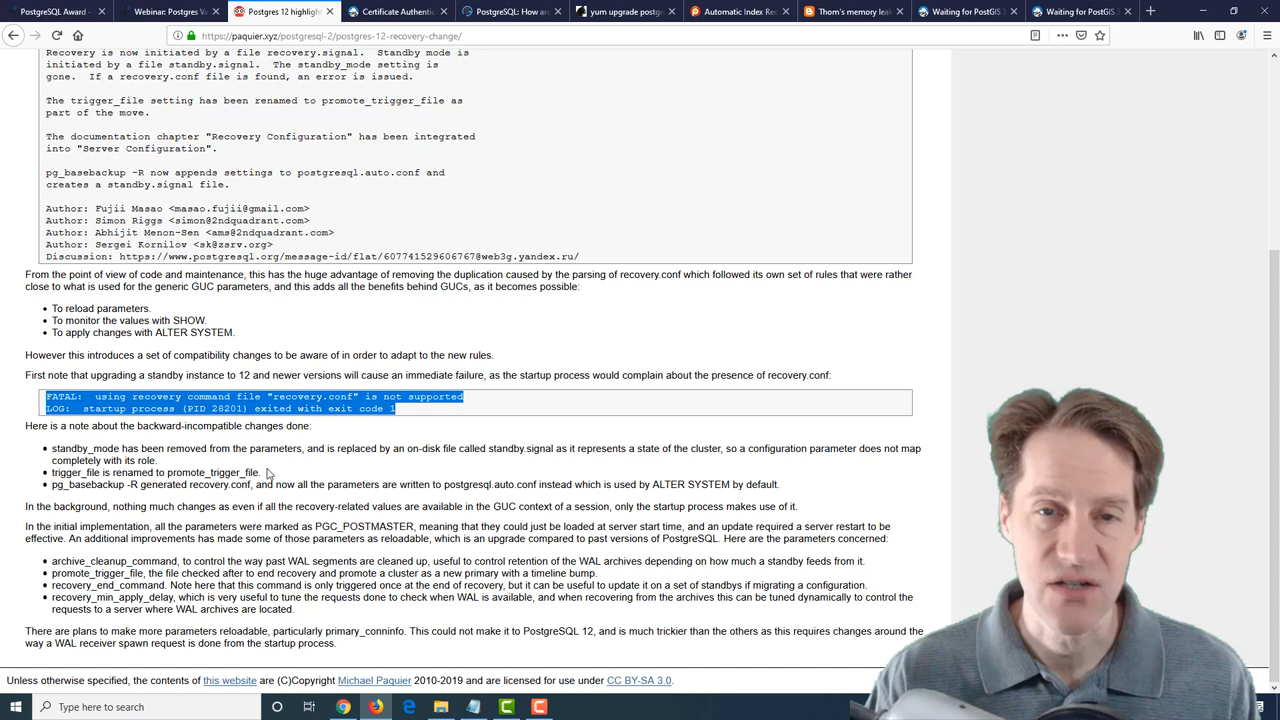 PostgreSQL Award
Webinar: Postgres Va
Postgres 12 highligh
Certificate Authentic
PostgreSQL: How are
yum upgrade postg
Automatic Index Re
Thom's memory leak
Waiting for PostGIS 3
Waiting for PostGIS 3
https://paquier.xyz/postgresql-2/postgres-12-recovery-change/
Recovery is now initiated by a file recovery.signal.  Standby mode is
initiated by a file standby.signal.  The standby_mode setting is
gone.  If a recovery.conf file is found, an error is issued.
The trigger_file setting has been renamed to promote_trigger_file as
part of the move.
The documentation chapter "Recovery Configuration" has been integrated
into "Server Configuration".
pg_basebackup -R now appends settings to postgresql.auto.conf and
creates a standby.signal file.
Author: Fujii Masao <masao.fujii@gmail.com>
Author: Simon Riggs <simon@2ndquadrant.com>
Author: Abhijit Menon-Sen <ams@2ndquadrant.com>
Author: Sergei Kornilov <sk@zsrv.org>
Discussion: https://www.postgresql.org/message-id/flat/607741529606767@web3g.yandex.ru/
From the point of view of code and maintenance, this has the huge advantage of removing the duplication caused by the parsing of recovery.conf which followed its own set of rules that were rather
close to what is used for the generic GUC parameters, and this adds all the benefits behind GUCs, as it becomes possible:
To reload parameters.
To monitor the values with SHOW.
To apply changes with ALTER SYSTEM.
However this introduces a set of compatibility changes to be aware of in order to adapt to the new rules.
First note that upgrading a standby instance to 12 and newer versions will cause an immediate failure, as the startup process would complain about the presence of recovery.conf:
FATAL:  using recovery command file "recovery.conf" is not supported
LOG:  startup process (PID 28201) exited with exit code 1
Here is a note about the backward-incompatible changes done:
standby_mode has been removed from the parameters, and is replaced by an on-disk file called standby.signal as it represents a state of the cluster, so a configuration parameter does not map
completely with its role.
trigger_file is renamed to promote_trigger_file.
pg_basebackup -R generated recovery.conf, and now all the parameters are written to postgresql.auto.conf instead which is used by ALTER SYSTEM by default.
In the background, nothing much changes as even if all the recovery-related values are available in the GUC context of a session, only the startup process makes use of it.
In the initial implementation, all the parameters were marked as PGC_POSTMASTER, meaning that they could just be loaded at server start time, and an update required a server restart to be
effective. An additional improvements has made some of those parameters as reloadable, which is an upgrade compared to past versions of PostgreSQL. Here are the parameters concerned:
archive_cleanup_command, to control the way past WAL segments are cleaned up, useful to control retention of the WAL archives depending on how much a standby feeds from it.
promote_trigger_file, the file checked after to end recovery and promote a cluster as a new primary with a timeline bump.
recovery_end_command. Note here that this command is only triggered once at the end of recovery, but it can be useful to update it on a set of standbys if migrating a configuration.
recovery_min_apply_delay, which is very useful to tune the requests done to check when WAL is available, and when recovering from the archives this can be tuned dynamically to control the
requests to a server where WAL archives are located.
There are plans to make more parameters reloadable, particularly primary_conninfo. This could not make it to PostgreSQL 12, and is much trickier than the others as this requires changes around the
way a WAL receiver spawn request is done from the startup process.
Unless otherwise specified, the contents of this website are (C)Copyright Michael Paquier 2010-2019 and are licensed for use under CC BY-SA 3.0.
Type here to search